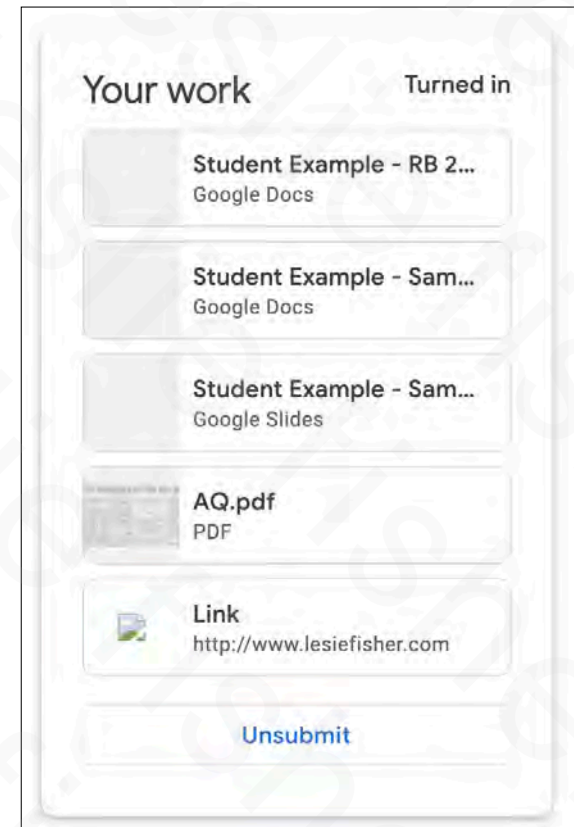 Your work
Turned in
Student Example - RB 2...
Google Docs
Student Example - Sam...
Google Docs
Student Example - Sam...
Google Slides
AQ.pdf
PDF
Link
http://www.lesiefisher.com
Unsubmit